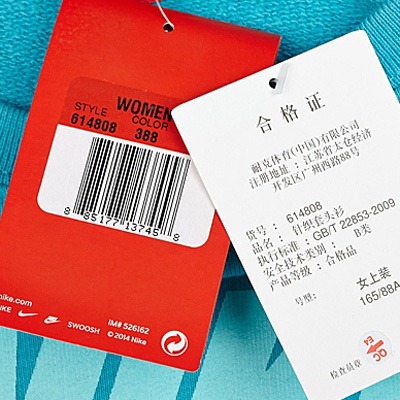 WOMEN
STYLE COLOR
614808 388
8 85177 13745 8
nike.com
NIKE SWOOSH
IM# 526162
© 2014 Nike
合格证
耐克体育(中国)有限公司
注册地址:江苏省太仓经济
开发区广州西路88号
货号: 614808
品名: 针织套头衫
执行标准: GB/T 22853-2009
安全技术类别: B类
产品等级: 合格品
号型:
女上装
165/88A
检查员章
QC
E4